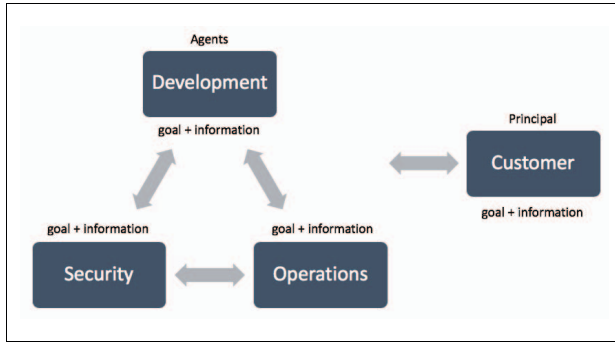 Agents
Development
goal + information
Principal
Customer
goal + information
goal + information
goal + information
Security
Operations